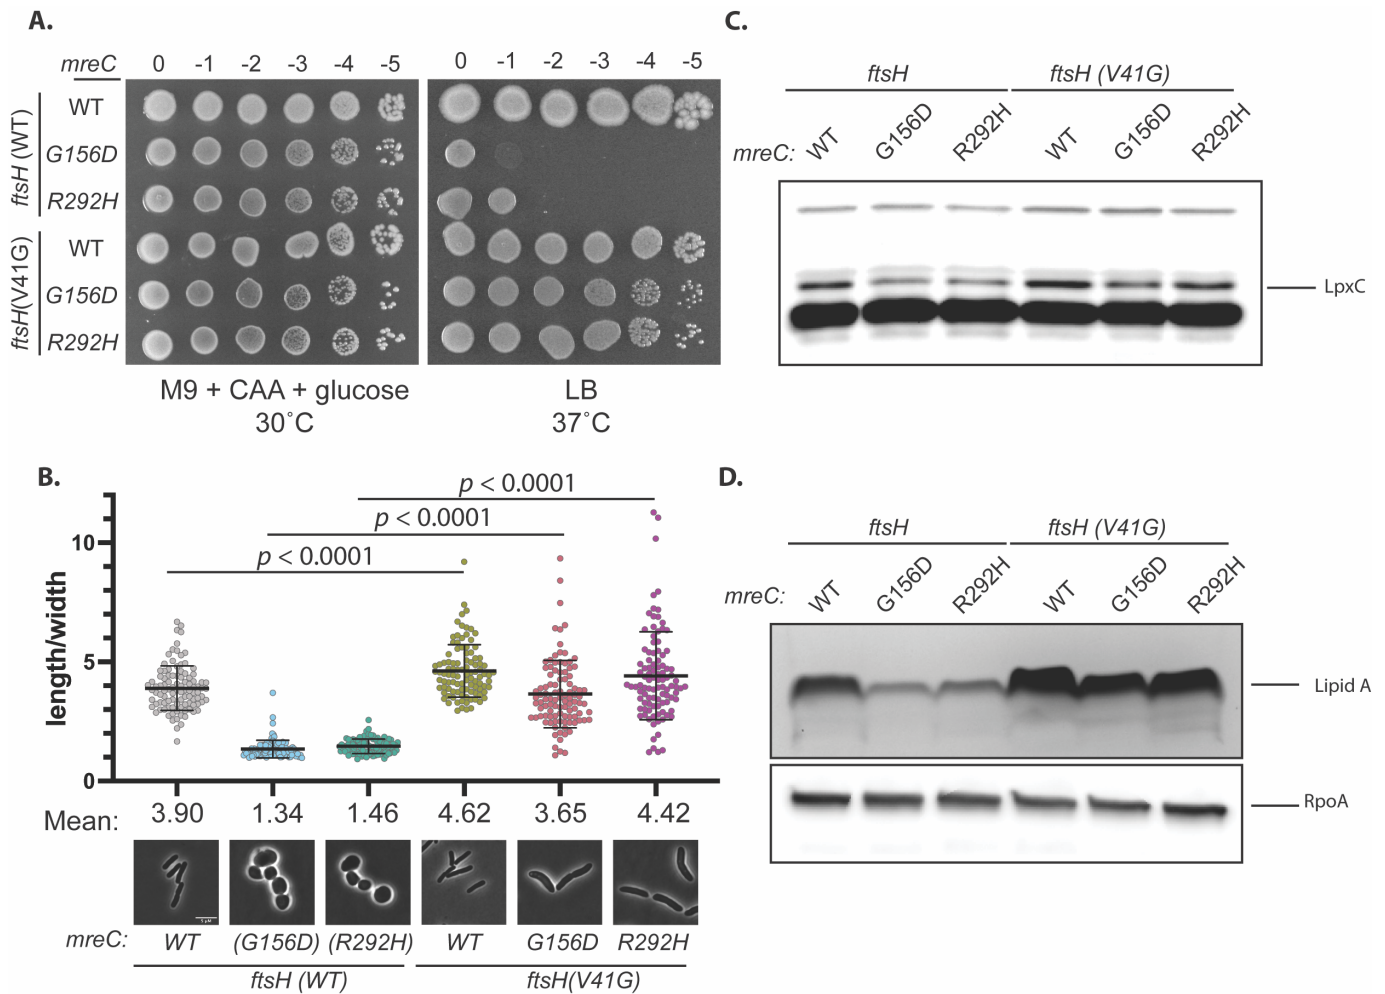 A.
mreC 0 -1 -2 -3 -4 -5 0 -1 -2 -3 -4 -5
ftsH (WT)
WT
G156D
R292H
ftsH(V41G)
WT
G156D
R292H
M9 + CAA + glucose
30˚C
LB
37˚C
B.
p < 0.0001
p < 0.0001
p < 0.0001
length/width
10
5
0
Mean: 3.90 1.34 1.46 4.62 3.65 4.42
mreC: WT (G156D) (R292H) WT G156D R292H
ftsH (WT) ftsH(V41G)
C.
ftsH ftsH (V41G)
mreC: WT G156D R292H WT G156D R292H
LpxC
D.
ftsH ftsH (V41G)
mreC: WT G156D R292H WT G156D R292H
Lipid A
RpoA